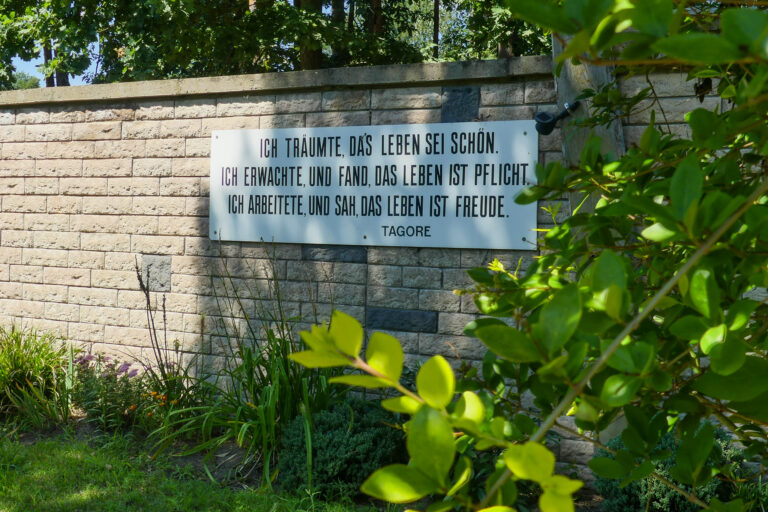 ICH TRÄUMTE, DAS LEBEN SEI SCHÖN.
ICH ERWACHTE, UND FAND, DAS LEBEN IST PFLICHT
ICH ARBEITETE, UND SAH, DAS LEBEN IST FREUDE.
TAGORE